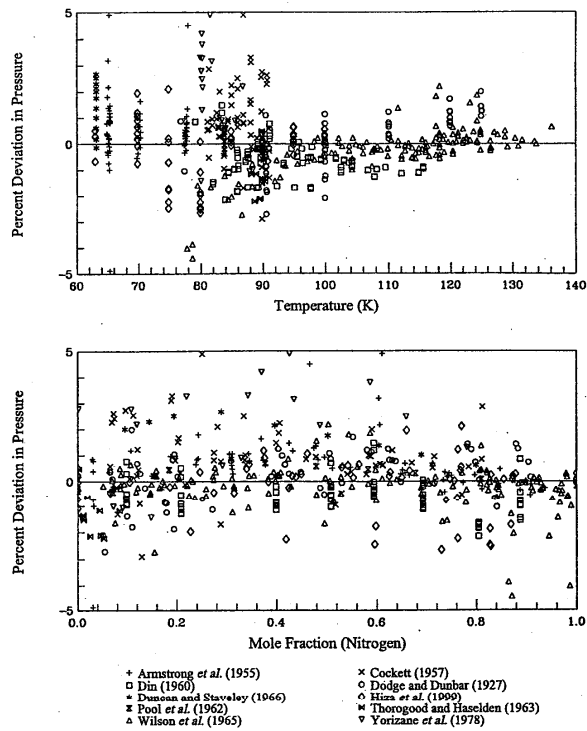 5
0
-5
Percent Deviation in Pressure
60 70 80 90 100 110 120 130 140
Temperature (K)
5
0
-5
Percent Deviation in Pressure
0.0 0.2 0.4 0.6 0.8 1.0
Mole Fraction (Nitrogen)
+ Armstrong et al. (1955)
□ Din (1960)
✶ Duncan and Staveley (1966)
⧗ Pool et al. (1962)
△ Wilson et al. (1965)
× Cockett (1957)
○ Dodge and Dunbar (1927)
◇ Hiza et al. (1999)
⋈ Thorogood and Haselden (1963)
▽ Yorizane et al. (1978)